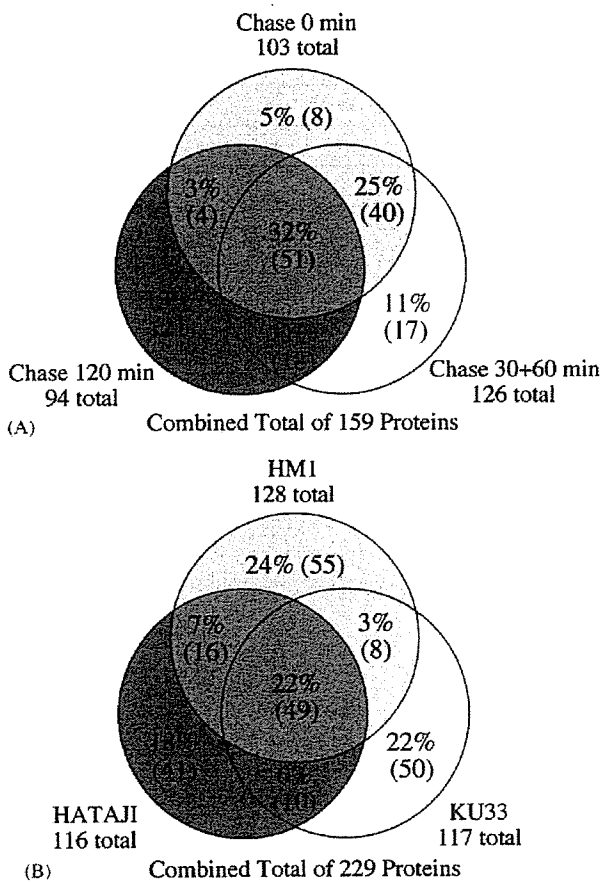 Chase 0 min
103 total
5% (8)
3%
(4)
25%
(40)
32%
(51)
11%
(17)
Chase 120 min
94 total
Chase 30+60 min
126 total
(A)
Combined Total of 159 Proteins
HM1
128 total
24% (55)
7%
(16)
3%
(8)
22%
(49)
22%
(50)
(41)
(10)
HATAJI
116 total
KU33
117 total
(B)
Combined Total of 229 Proteins